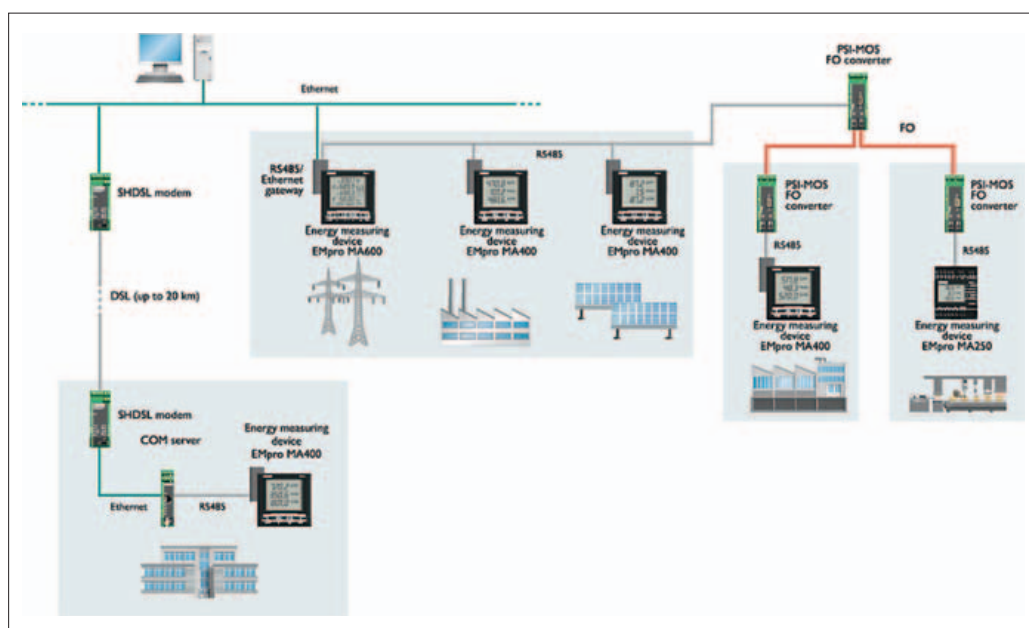 PSI-MOS
FO converter
Ethernet
FO
RS485/
Ethernet
gateway
RS485
SHDSL modem
PSI-MOS
FO
converter
PSI-MOS
FO
converter
Energy measuring
device
EMpro MA600
Energy measuring
device
EMpro MA400
Energy measuring
device
EMpro MA400
RS485
RS485
DSL (up to 20 km)
Energy measuring
device
EMpro MA400
Energy measuring
device
EMpro MA250
SHDSL modem
COM server
Energy measuring
device
EMpro MA400
Ethernet
RS485